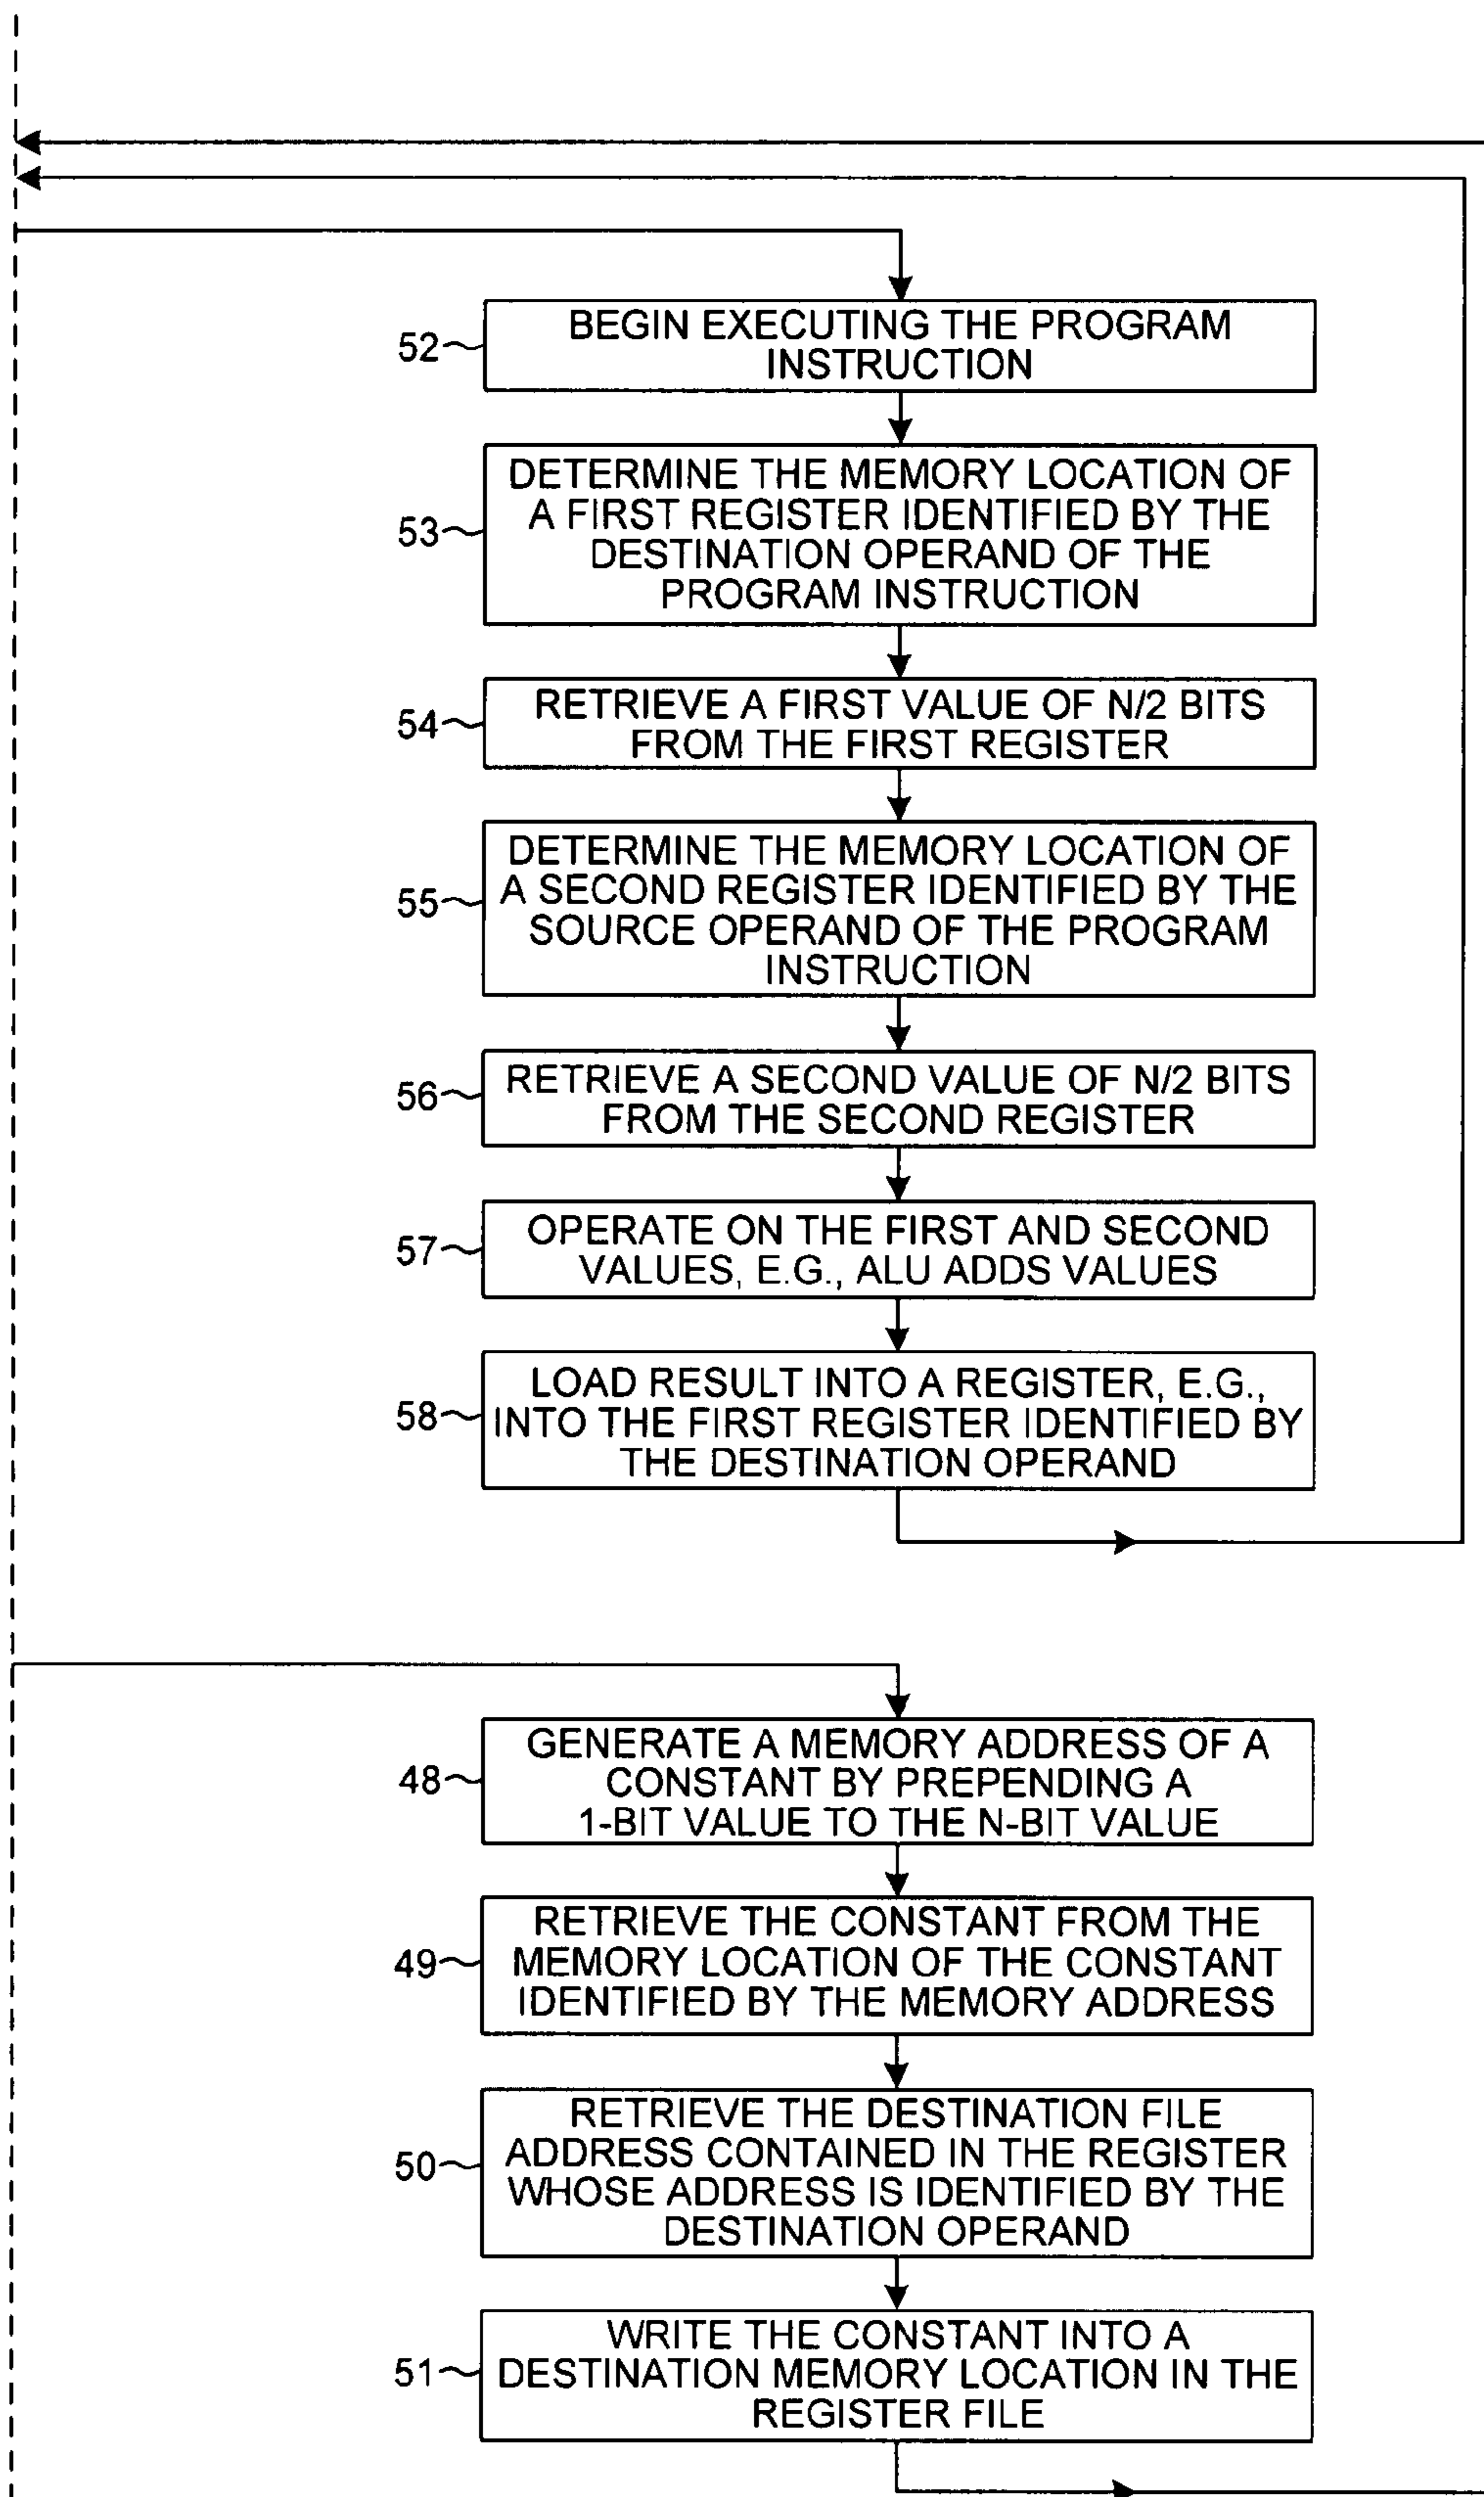 52
BEGIN EXECUTING THE PROGRAM
INSTRUCTION
53
DETERMINE THE MEMORY LOCATION OF
A FIRST REGISTER IDENTIFIED BY THE
DESTINATION OPERAND OF THE
PROGRAM INSTRUCTION
54
RETRIEVE A FIRST VALUE OF N/2 BITS
FROM THE FIRST REGISTER
55
DETERMINE THE MEMORY LOCATION OF
A SECOND REGISTER IDENTIFIED BY THE
SOURCE OPERAND OF THE PROGRAM
INSTRUCTION
56
RETRIEVE A SECOND VALUE OF N/2 BITS
FROM THE SECOND REGISTER
57
OPERATE ON THE FIRST AND SECOND
VALUES, E.G., ALU ADDS VALUES
58
LOAD RESULT INTO A REGISTER, E.G.,
INTO THE FIRST REGISTER IDENTIFIED BY
THE DESTINATION OPERAND
48
GENERATE A MEMORY ADDRESS OF A
CONSTANT BY PREPENDING A
1-BIT VALUE TO THE N-BIT VALUE
49
RETRIEVE THE CONSTANT FROM THE
MEMORY LOCATION OF THE CONSTANT
IDENTIFIED BY THE MEMORY ADDRESS
50
RETRIEVE THE DESTINATION FILE
ADDRESS CONTAINED IN THE REGISTER
WHOSE ADDRESS IS IDENTIFIED BY THE
DESTINATION OPERAND
51
WRITE THE CONSTANT INTO A
DESTINATION MEMORY LOCATION IN THE
REGISTER FILE